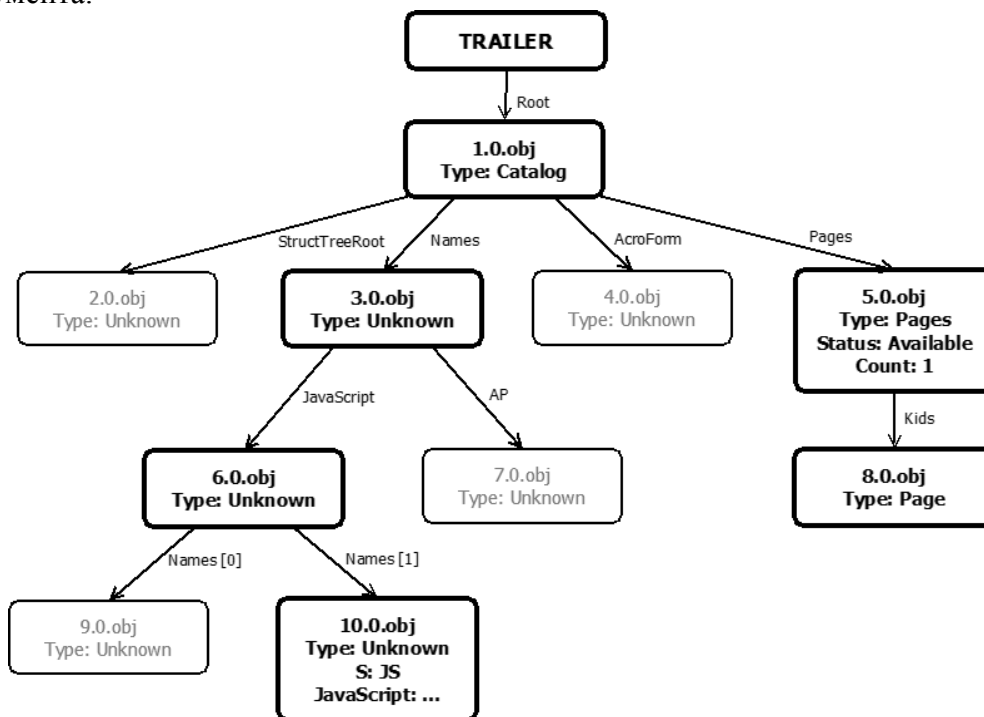 TRAILER
Root
1.0.obj
Type: Catalog
StructTreeRoot
Names
AcroForm
Pages
2.0.obj
Type: Unknown
3.0.obj
Type: Unknown
4.0.obj
Type: Unknown
5.0.obj
Type: Pages
Status: Available
Count: 1
JavaScript
AP
Kids
6.0.obj
Type: Unknown
7.0.obj
Type: Unknown
8.0.obj
Type: Page
Names [0]
Names [1]
9.0.obj
Type: Unknown
10.0.obj
Type: Unknown
S: JS
JavaScript: ...